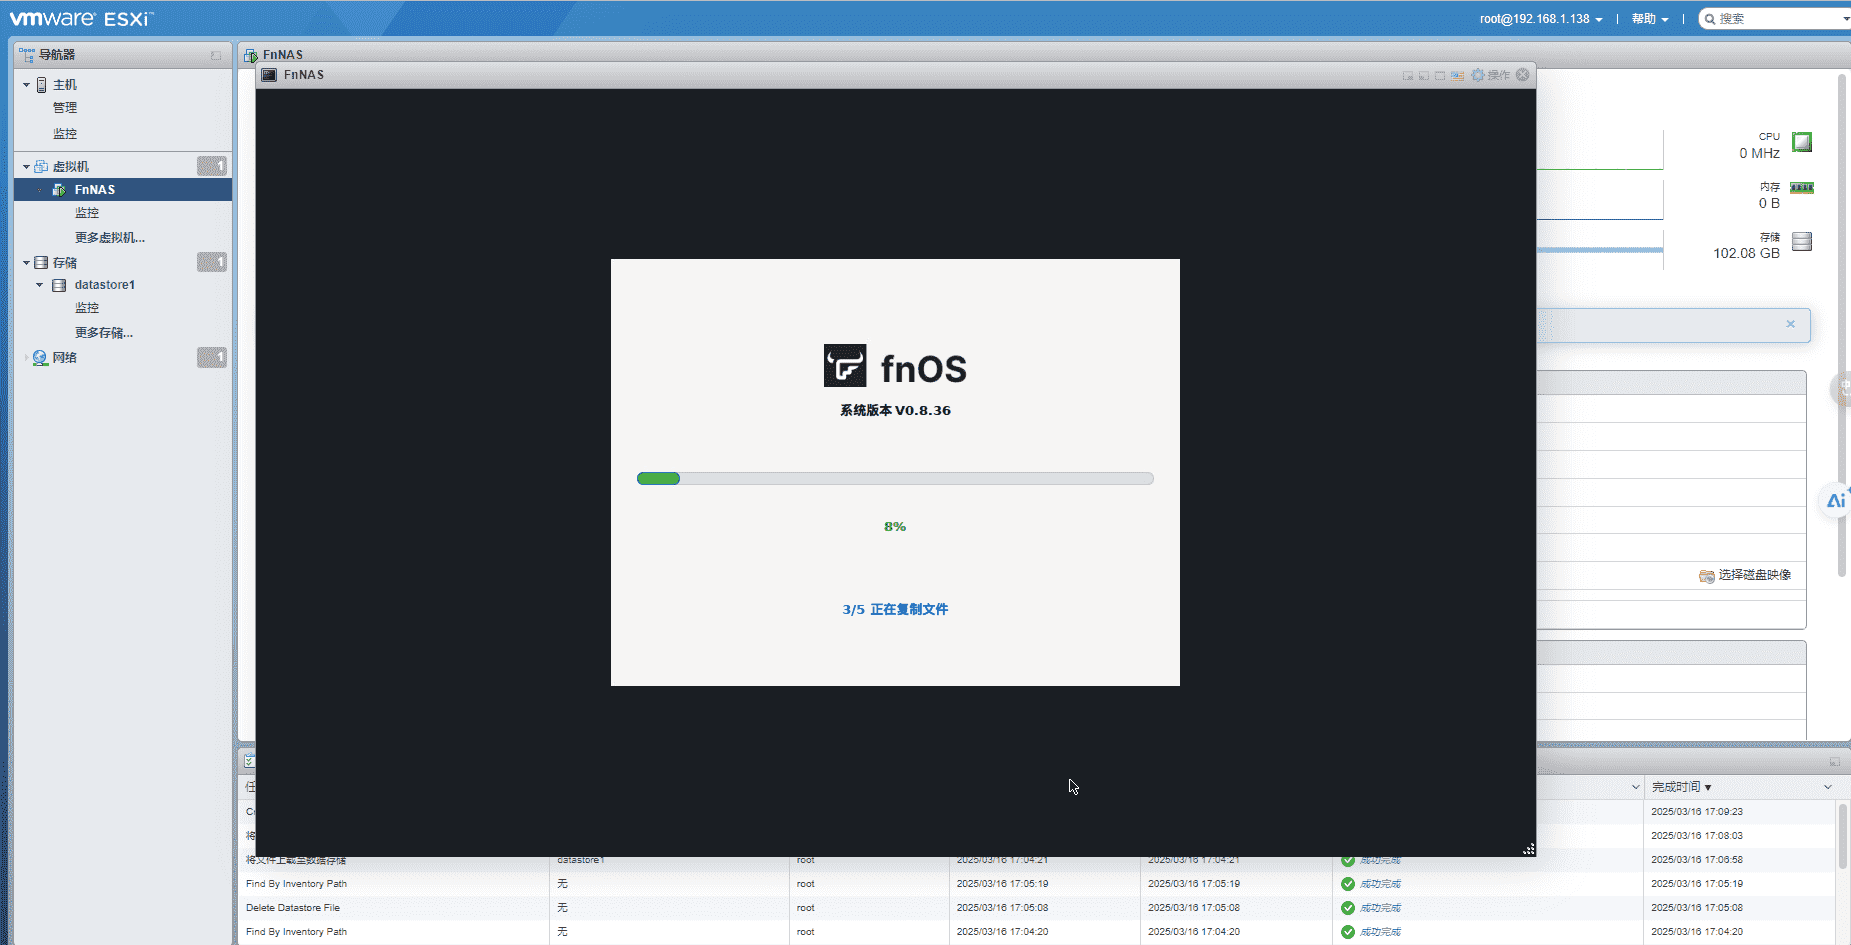 vmware ESXi
root@192.168.1.138
帮助
搜索
导航器
主机
管理
监控
虚拟机
1
FnNAS
监控
更多虚拟机...
存储
1
datastore1
监控
更多存储...
网络
1
FnNAS
FnNAS
操作
fnOS
系统版本 V0.8.36
8%
3/5 正在复制文件
CPU
0 MHz
内存
0 B
存储
102.08 GB
选择磁盘映像
Ai
完成时间
2025/03/16 17:09:23
2025/03/16 17:08:03
将文件上载至数据存储 datastore1 root 2025/03/16 17:04:21 2025/03/16 17:04:21 成功完成 2025/03/16 17:06:58
Find By Inventory Path 无 root 2025/03/16 17:05:19 2025/03/16 17:05:19 成功完成 2025/03/16 17:05:19
Delete Datastore File 无 root 2025/03/16 17:05:08 2025/03/16 17:05:08 成功完成 2025/03/16 17:05:08
Find By Inventory Path 无 root 2025/03/16 17:04:20 2025/03/16 17:04:20 成功完成 2025/03/16 17:04:20